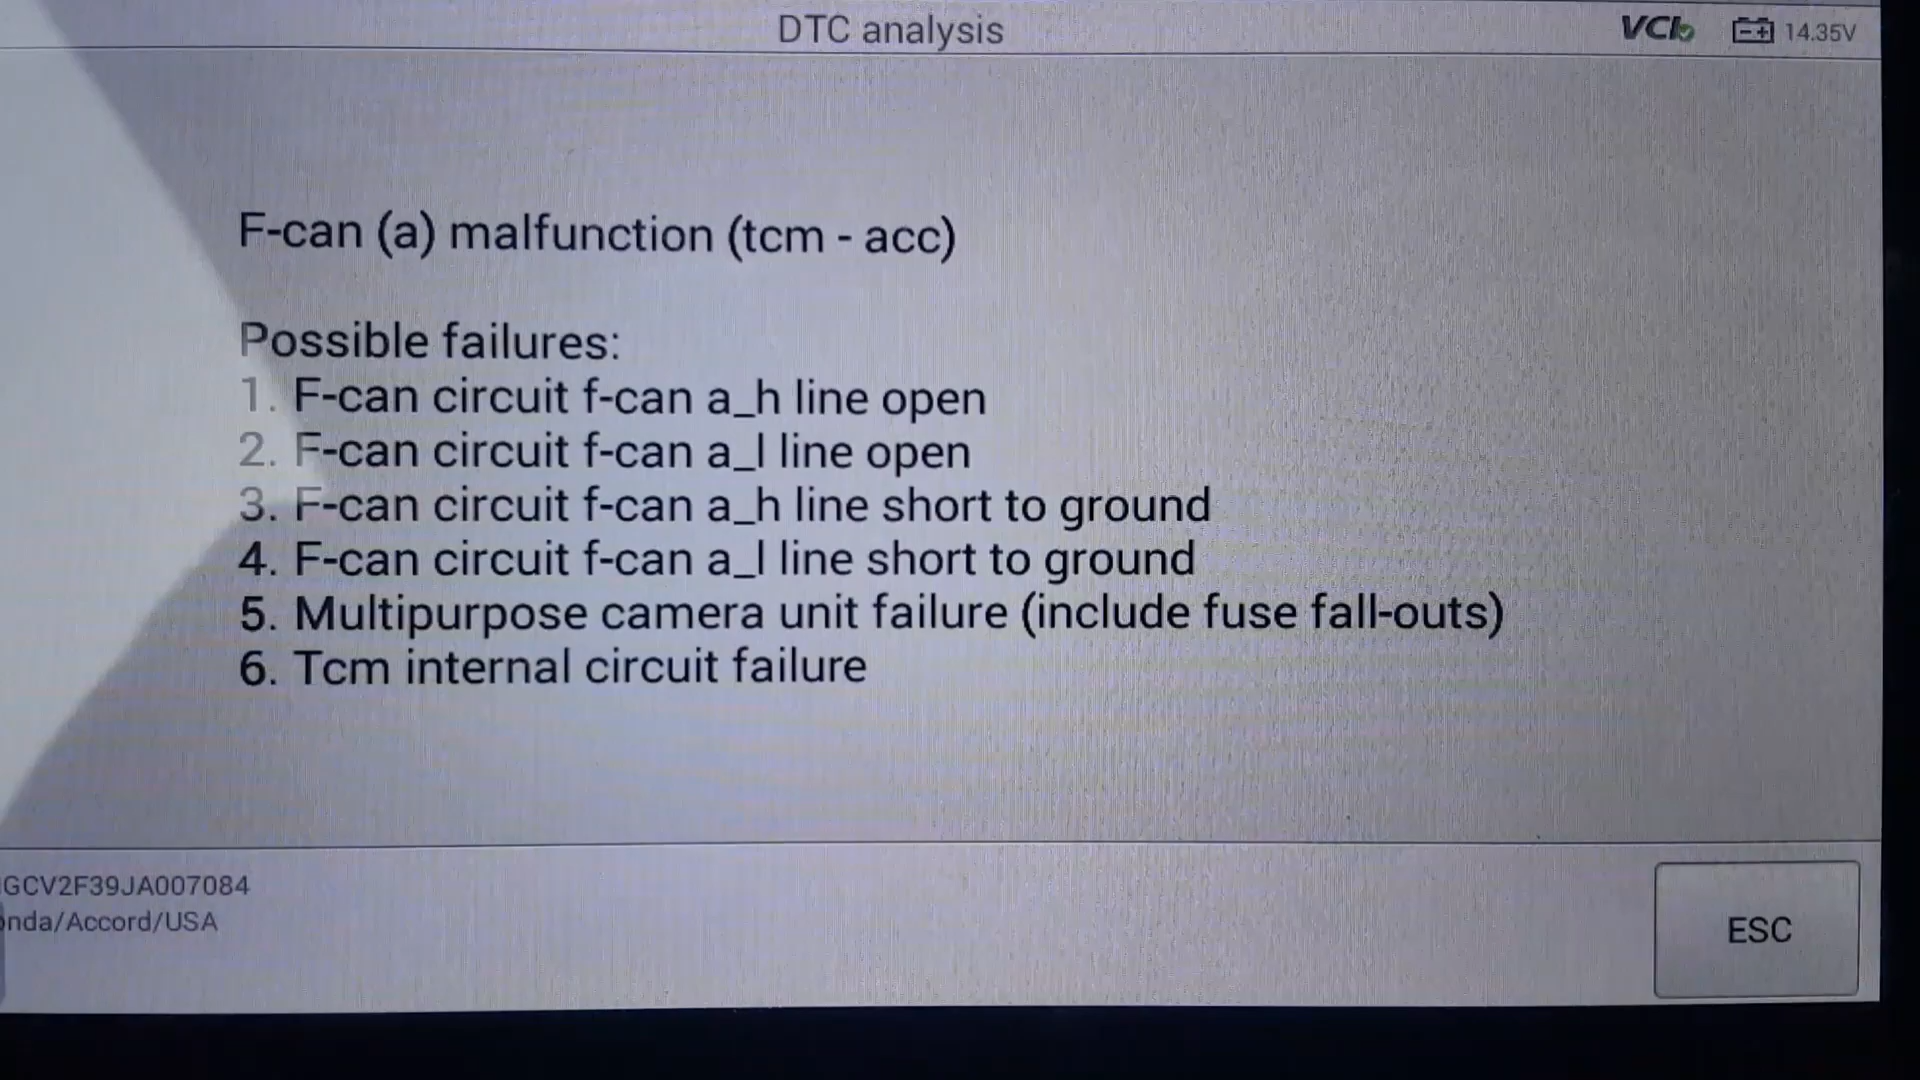 DTC analysis
VCI 14.35V
F-can (a) malfunction (tcm - acc)
Possible failures:
1. F-can circuit f-can a_h line open
2. F-can circuit f-can a_l line open
3. F-can circuit f-can a_h line short to ground
4. F-can circuit f-can a_l line short to ground
5. Multipurpose camera unit failure (include fuse fall-outs)
6. Tcm internal circuit failure
GCV2F39JA007084
onda/Accord/USA
ESC